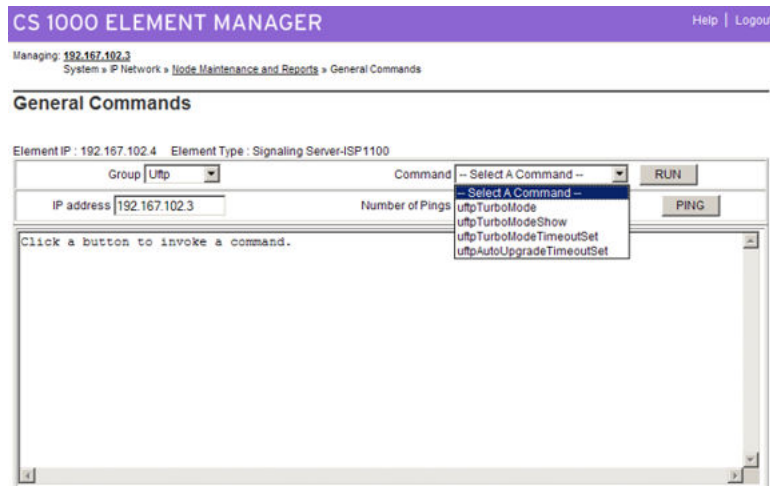 CS 1000 ELEMENT MANAGER
Help | Logout
Managing: 192.167.102.3
System » IP Network » Node Maintenance and Reports » General Commands
General Commands
Element IP : 192.167.102.4 Element Type : Signaling Server-ISP1100
Group Uftp Command -- Select A Command -- RUN
-- Select A Command --
IP address 192.167.102.3 Number of Pings uftpTurboMode PING
uftpTurboModeShow
uftpTurboModeTimeoutSet
uftpAutoUpgradeTimeoutSet
Click a button to invoke a command.